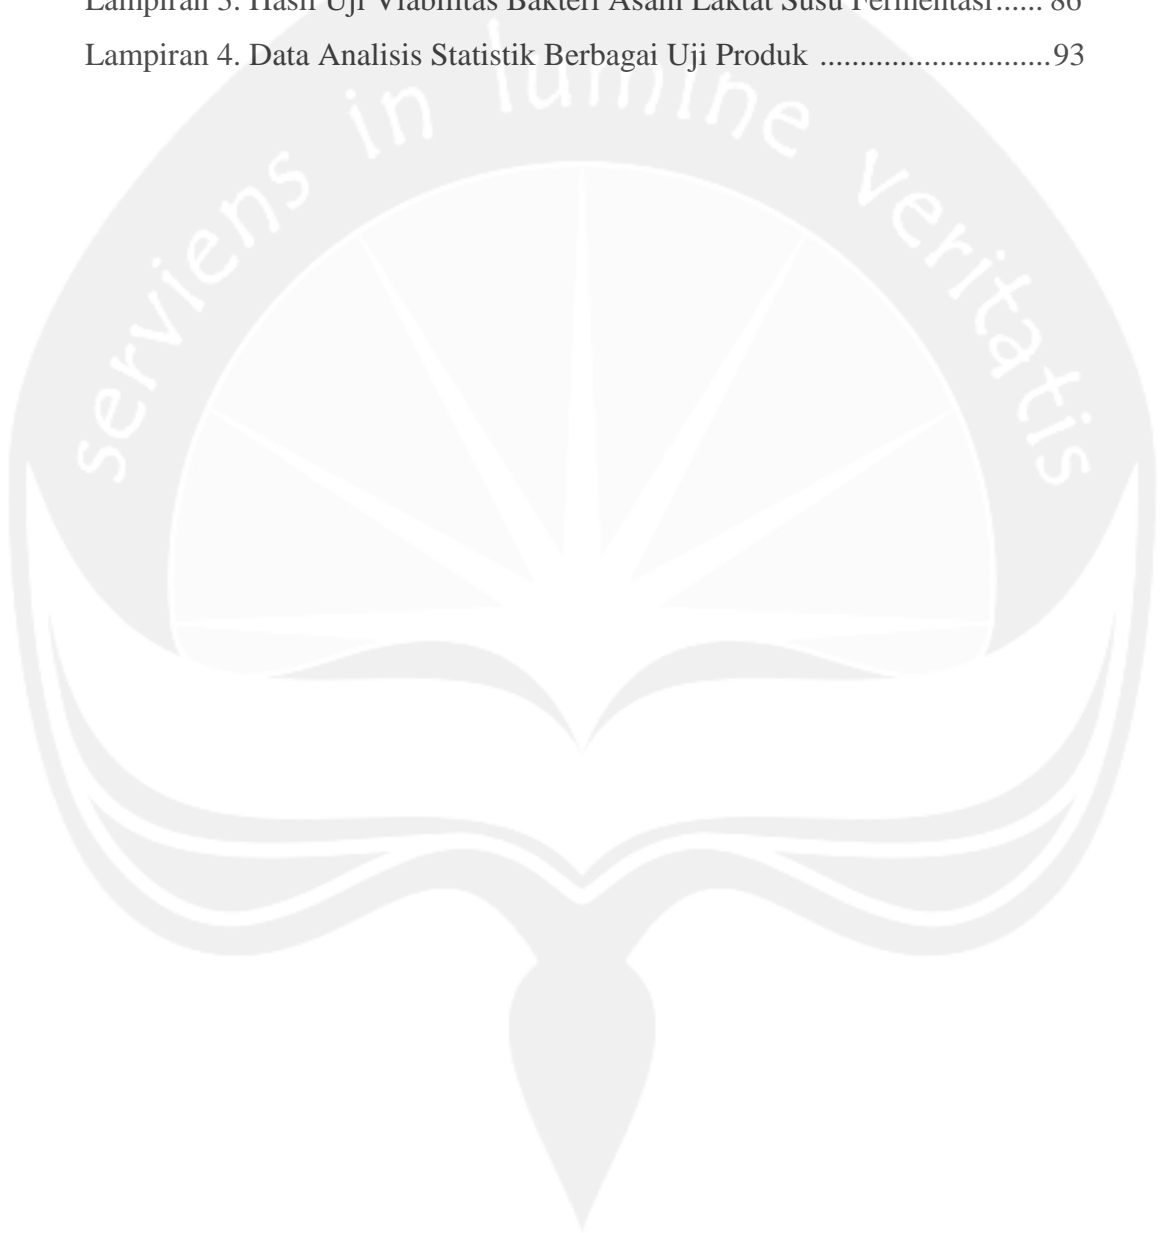 Lampiran 3. Hasil Uji Viabilitas Bakteri Asam Laktat Susu Fermentasi...... 86
Lampiran 4. Data Analisis Statistik Berbagai Uji Produk .............................93
serviens in lumine veritatis